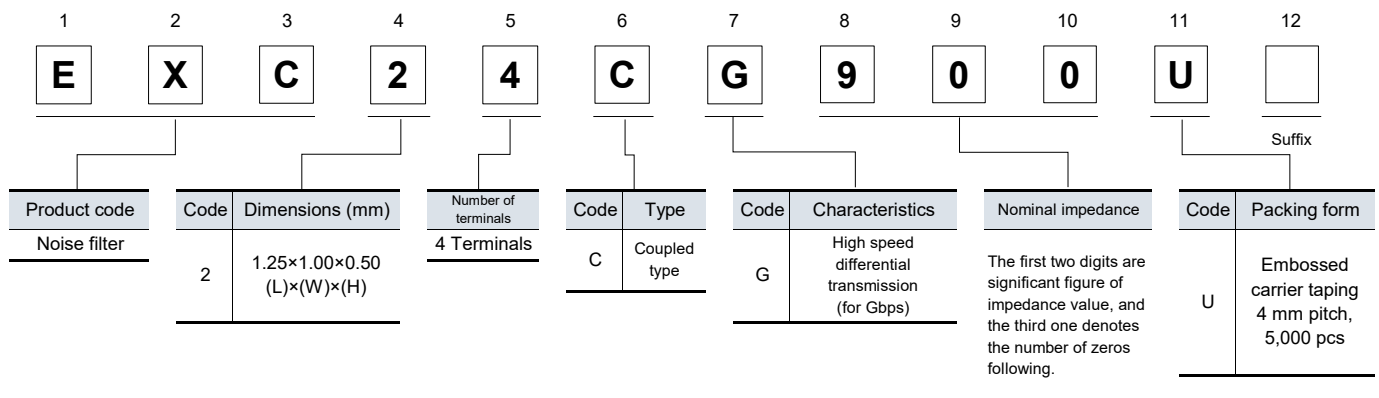 1 2 3 4 5 6 7 8 9 10 11 12
E X C 2 4 C G 9 0 0 U
Suffix
Product code
Noise filter
Code Dimensions (mm)
2
1.25×1.00×0.50
(L)×(W)×(H)
Number of
terminals
4 Terminals
Code Type
C
Coupled
type
Code Characteristics
G
High speed
differential
transmission
(for Gbps)
Nominal impedance
The first two digits are
significant figure of
impedance value, and
the third one denotes
the number of zeros
following.
Code Packing form
U
Embossed
carrier taping
4 mm pitch,
5,000 pcs